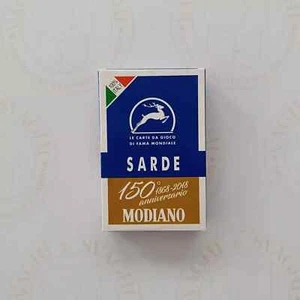 LE CARTE DA GIOCO
DI FAMA MONDIALE
SARDE
150° 1868-2018
anniversario
MODIANO